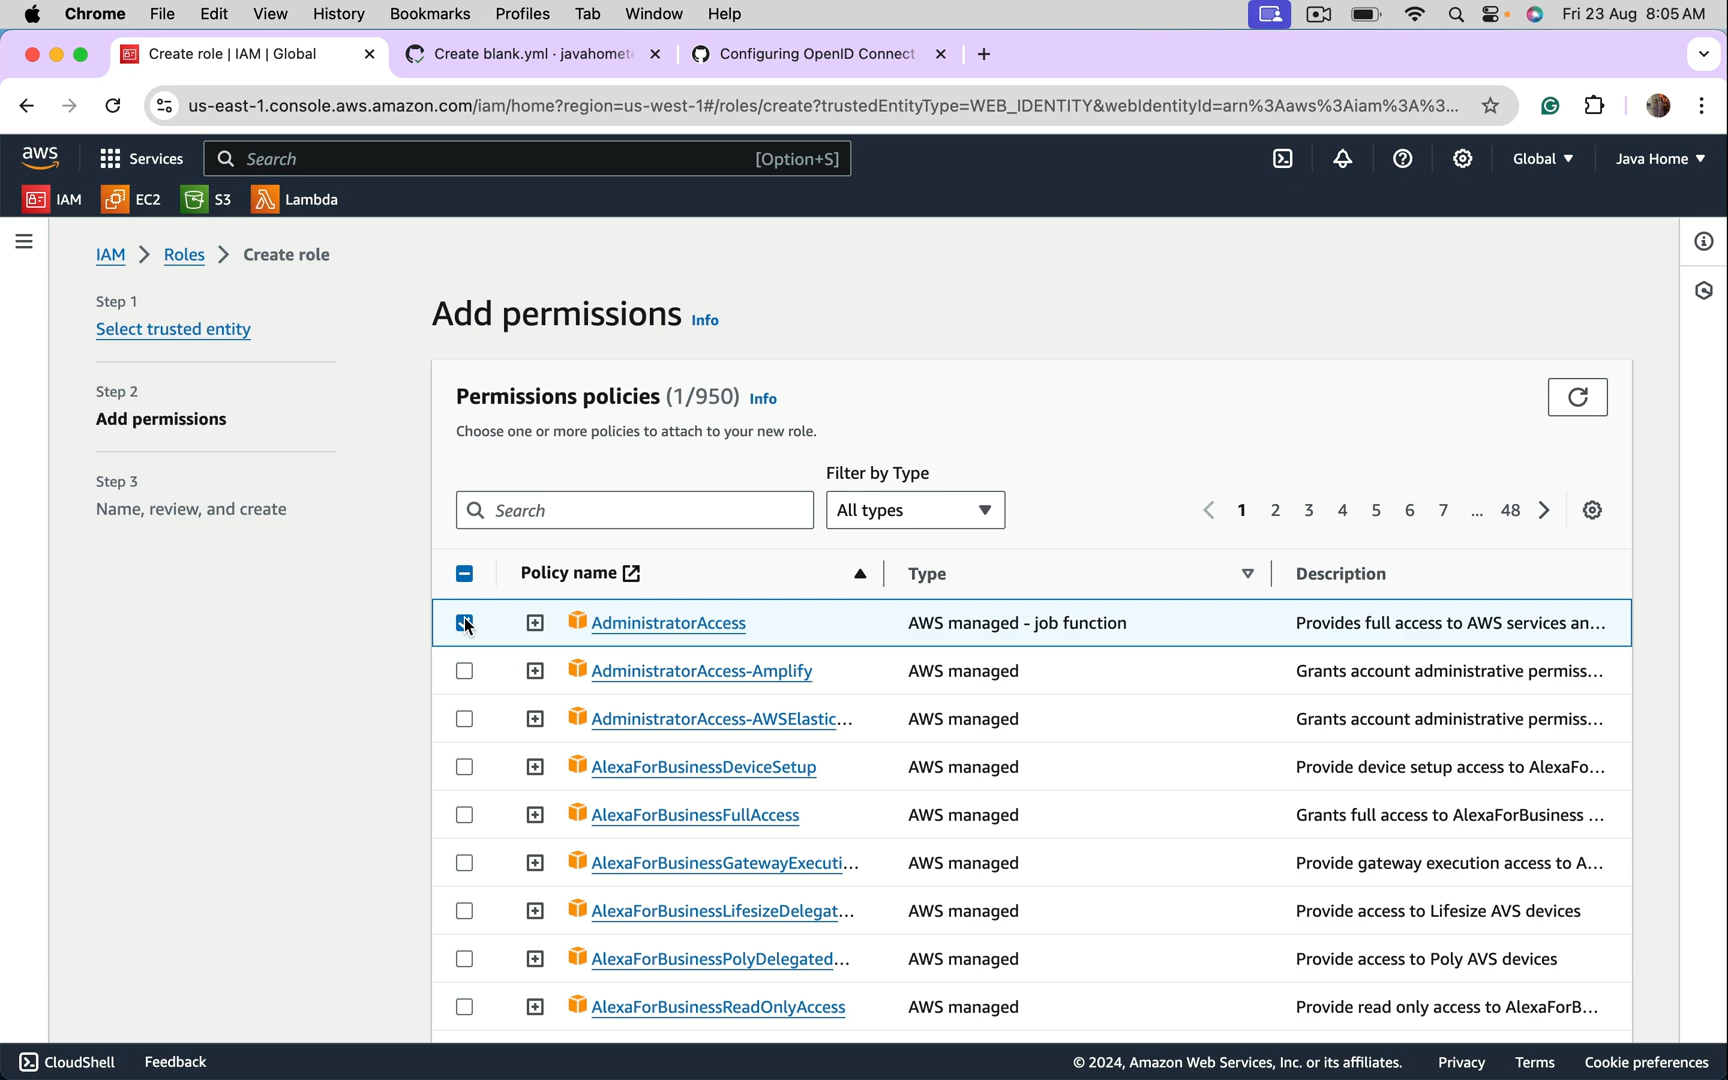 Chrome File Edit View History Bookmarks Profiles Tab Window Help Fri 23 Aug 8:05 AM
Create role | IAM | Global Create blank.yml · javahomete Configuring OpenID Connect
us-east-1.console.aws.amazon.com/iam/home?region=us-west-1#/roles/create?trustedEntityType=WEB_IDENTITY&webIdentityId=arn%3Aaws%3Aiam%3A%3...
aws Services Search [Option+S] Global Java Home
IAM EC2 S3 Lambda
IAM Roles Create role
Step 1
Select trusted entity
Step 2
Add permissions
Step 3
Name, review, and create
Add permissions Info
Permissions policies (1/950) Info
Choose one or more policies to attach to your new role.
Filter by Type
Search All types 1 2 3 4 5 6 7 ... 48
Policy name Type Description
AdministratorAccess AWS managed - job function Provides full access to AWS services an...
AdministratorAccess-Amplify AWS managed Grants account administrative permiss...
AdministratorAccess-AWSElastic... AWS managed Grants account administrative permiss...
AlexaForBusinessDeviceSetup AWS managed Provide device setup access to AlexaFo...
AlexaForBusinessFullAccess AWS managed Grants full access to AlexaForBusiness ...
AlexaForBusinessGatewayExecuti... AWS managed Provide gateway execution access to A...
AlexaForBusinessLifesizeDelegat... AWS managed Provide access to Lifesize AVS devices
AlexaForBusinessPolyDelegated... AWS managed Provide access to Poly AVS devices
AlexaForBusinessReadOnlyAccess AWS managed Provide read only access to AlexaForB...
CloudShell Feedback © 2024, Amazon Web Services, Inc. or its affiliates. Privacy Terms Cookie preferences